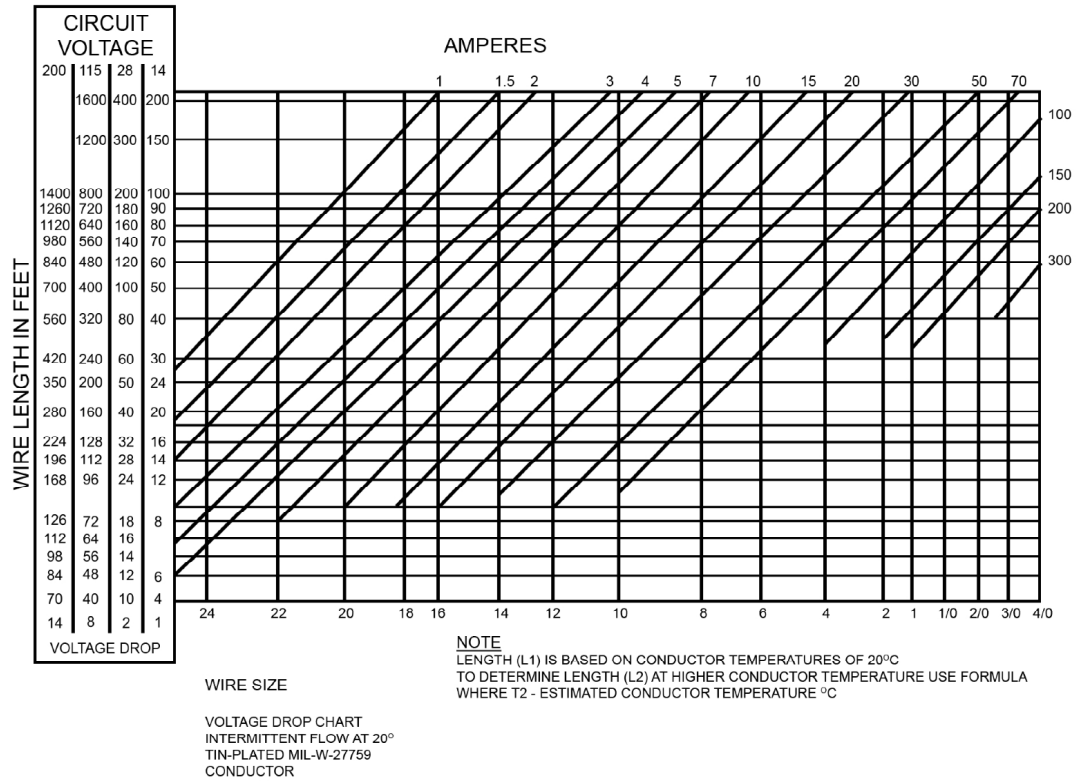 CIRCUIT
VOLTAGE
AMPERES
200 115 28 14
1 1.5 2 3 4 5 7 10 15 20 30 50 70
1600 400 200
100
1200 300 150
150
1400 800 200 100
1260 720 180 90
200
1120 640 160 80
980 560 140 70
840 480 120 60
300
700 400 100 50
560 320 80 40
420 240 60 30
350 200 50 24
280 160 40 20
224 128 32 16
196 112 28 14
168 96 24 12
126 72 18 8
112 64 16
98 56 14
84 48 12 6
70 40 10 4
14 8 2 1
WIRE LENGTH IN FEET
24 22 20 18 16 14 12 10 8 6 4 2 1 1/0 2/0 3/0 4/0
VOLTAGE DROP
NOTE
LENGTH (L1) IS BASED ON CONDUCTOR TEMPERATURES OF 20ºC
TO DETERMINE LENGTH (L2) AT HIGHER CONDUCTOR TEMPERATURE USE FORMULA
WHERE T2 - ESTIMATED CONDUCTOR TEMPERATURE ºC
WIRE SIZE
VOLTAGE DROP CHART
INTERMITTENT FLOW AT 20º
TIN-PLATED MIL-W-27759
CONDUCTOR